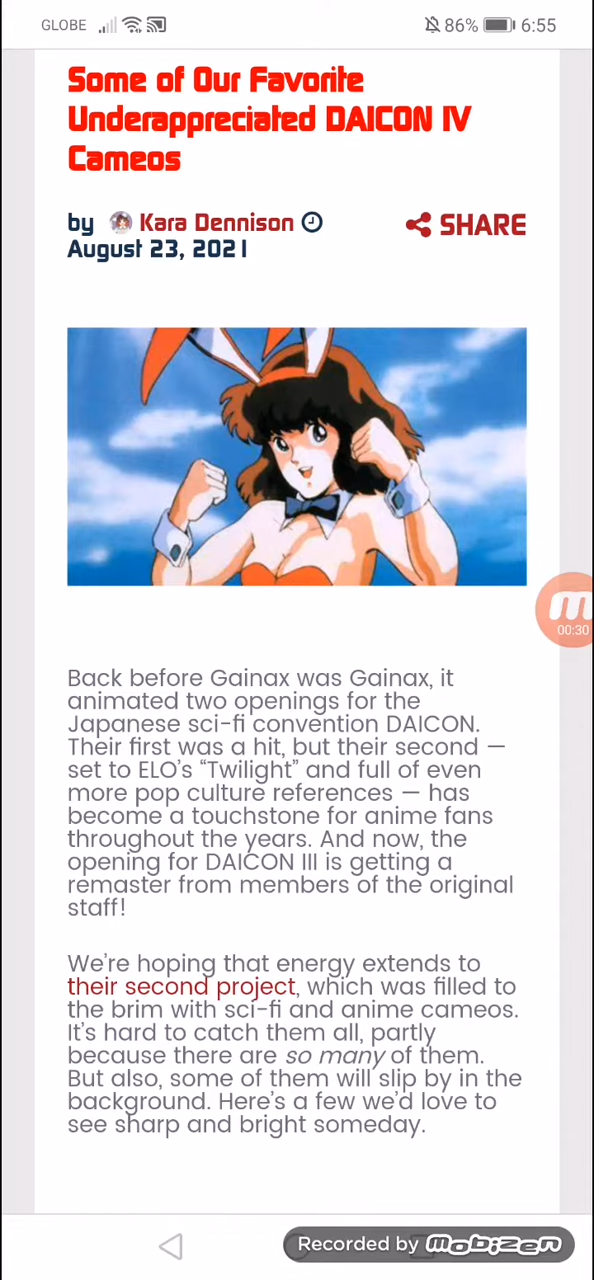 GLOBE 86% 6:55
Some of Our Favorite
Underappreciated DAICON IV
Cameos
by Kara Dennison SHARE
August 23, 2021
00:30
Back before Gainax was Gainax, it
animated two openings for the
Japanese sci-fi convention DAICON.
Their first was a hit, but their second —
set to ELO's “Twilight” and full of even
more pop culture references — has
become a touchstone for anime fans
throughout the years. And now, the
opening for DAICON III is getting a
remaster from members of the original
staff!
We're hoping that energy extends to
their second project, which was filled to
the brim with sci-fi and anime cameos.
It's hard to catch them all, partly
because there are so many of them.
But also, some of them will slip by in the
background. Here's a few we'd love to
see sharp and bright someday.
Recorded by mobizen